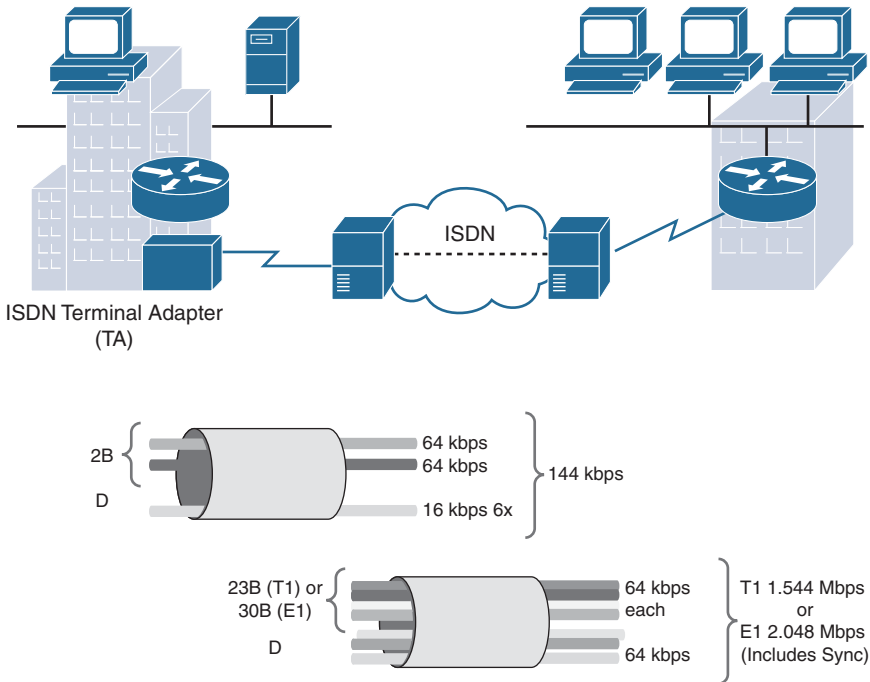 ISDN
ISDN Terminal Adapter
(TA)
2B
D
64 kbps
64 kbps
16 kbps 6x
144 kbps
23B (T1) or
30B (E1)
D
64 kbps
each
64 kbps
T1 1.544 Mbps
or
E1 2.048 Mbps
(Includes Sync)